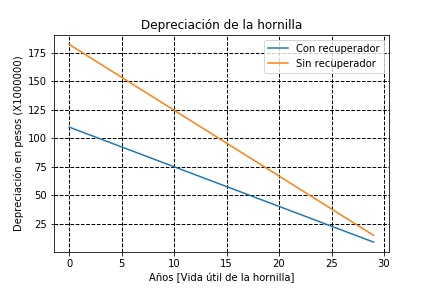 Depreciación de la hornilla
Con recuperador
Sin recuperador
Depreciación en pesos (X1000000)
175
150
125
100
75
50
25
0 5 10 15 20 25 30
Años [Vida útil de la hornilla]